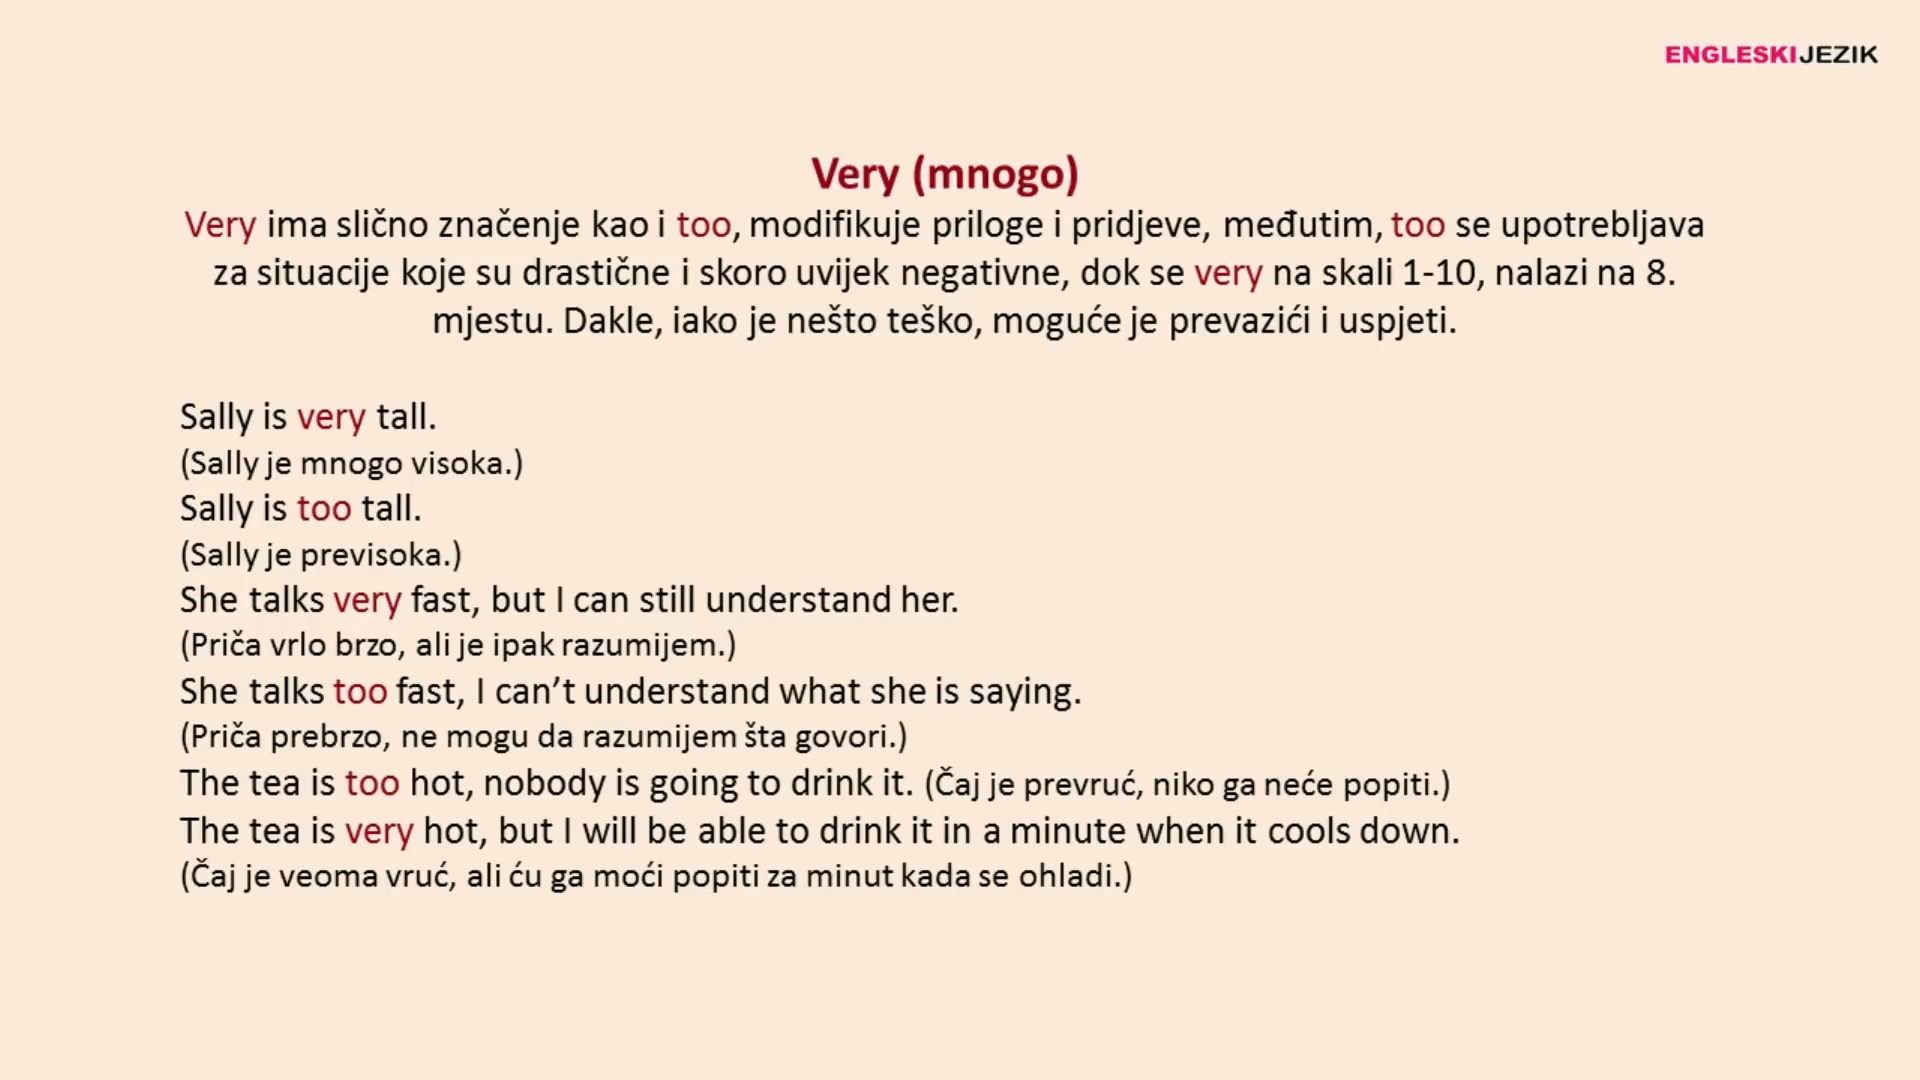 ENGLESKIJEZIK
Very (mnogo)
Very ima slično značenje kao i too, modifikuje priloge i pridjeve, međutim, too se upotrebljava
za situacije koje su drastične i skoro uvijek negativne, dok se very na skali 1-10, nalazi na 8.
mjestu. Dakle, iako je nešto teško, moguće je prevazići i uspjeti.
Sally is very tall.
(Sally je mnogo visoka.)
Sally is too tall.
(Sally je previsoka.)
She talks very fast, but I can still understand her.
(Priča vrlo brzo, ali je ipak razumijem.)
She talks too fast, I can’t understand what she is saying.
(Priča prebrzo, ne mogu da razumijem šta govori.)
The tea is too hot, nobody is going to drink it. (Čaj je prevruć, niko ga neće popiti.)
The tea is very hot, but I will be able to drink it in a minute when it cools down.
(Čaj je veoma vruć, ali ću ga moći popiti za minut kada se ohladi.)